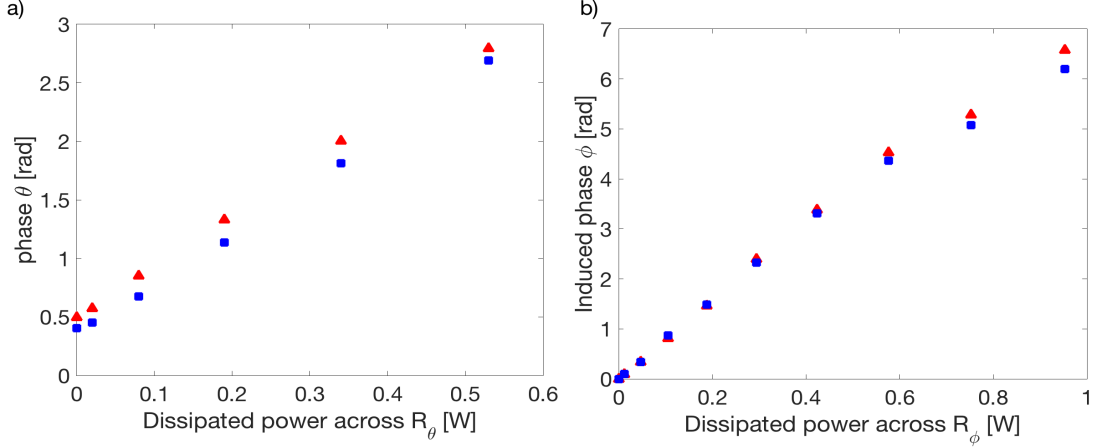 a)
3
2.5
2
1.5
1
0.5
0
phase θ [rad]
0 0.1 0.2 0.3 0.4 0.5 0.6
Dissipated power across R_θ [W]
b)
7
6
5
4
3
2
1
0
Induced phase ϕ [rad]
0 0.2 0.4 0.6 0.8 1
Dissipated power across R_ϕ [W]